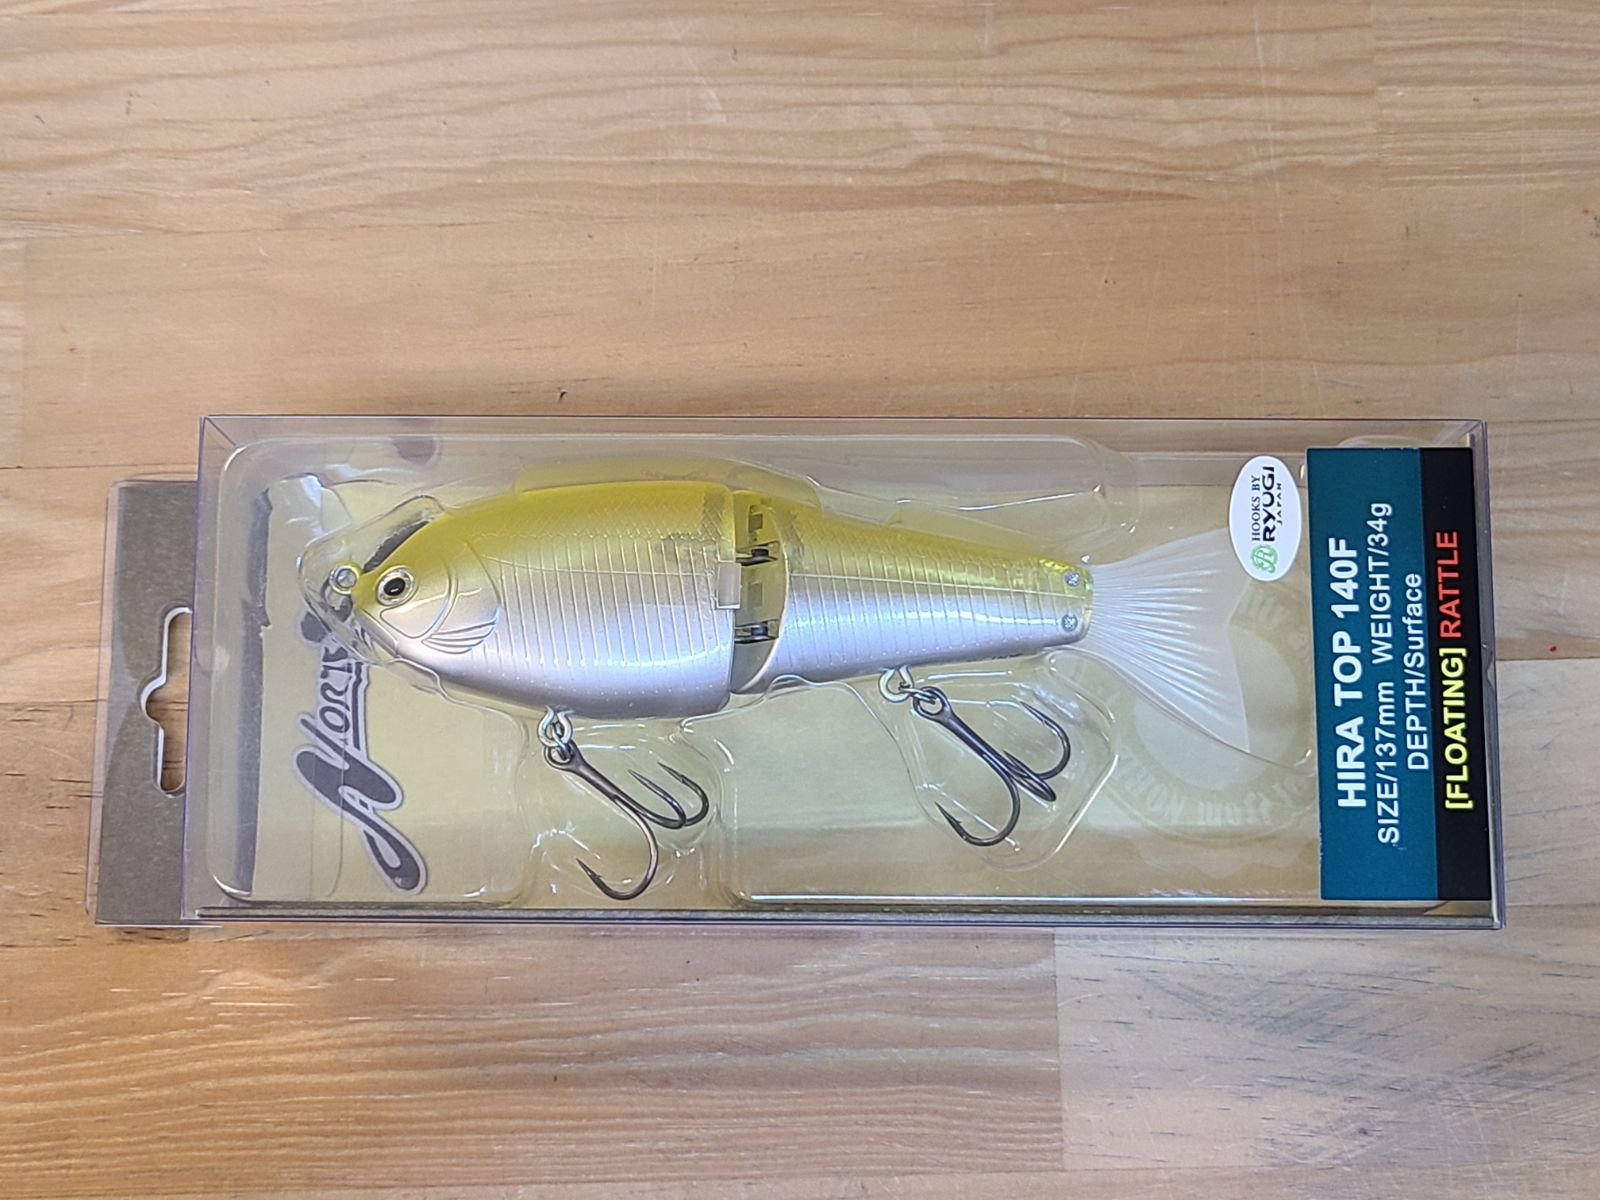 HIRA TOP 140F
SIZE/137mm WEIGHT/34g
DEPTH/Surface
[FLOATING] RATTLE
HOOKS BY
RYUGI
JAPAN